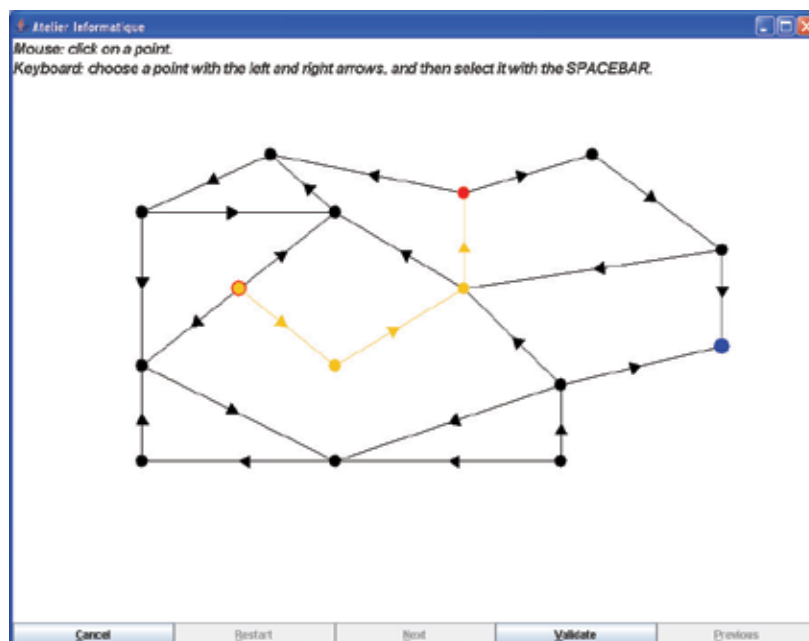 Atelier Informatique
Mouse: click on a point.
Keyboard: choose a point with the left and right arrows, and then select it with the SPACEBAR.
Cancel Restart Next Validate Previous